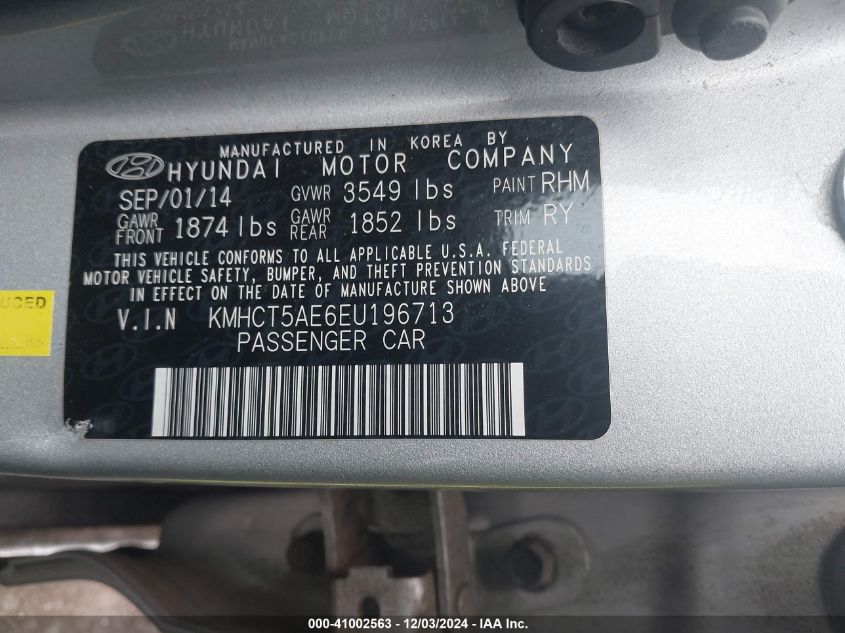 MANUFACTURED IN KOREA BY
HYUNDAI MOTOR COMPANY
SEP/01/14 GVWR 3549 lbs PAINT RHM
GAWR FRONT 1874 lbs GAWR REAR 1852 lbs TRIM RY
THIS VEHICLE CONFORMS TO ALL APPLICABLE U.S.A. FEDERAL
MOTOR VEHICLE SAFETY, BUMPER, AND THEFT PREVENTION STANDARDS
IN EFFECT ON THE DATE OF MANUFACTURE SHOWN ABOVE
V.I.N KMHCT5AE6EU196713
PASSENGER CAR
000-41002563 - 12/03/2024 - IAA Inc.